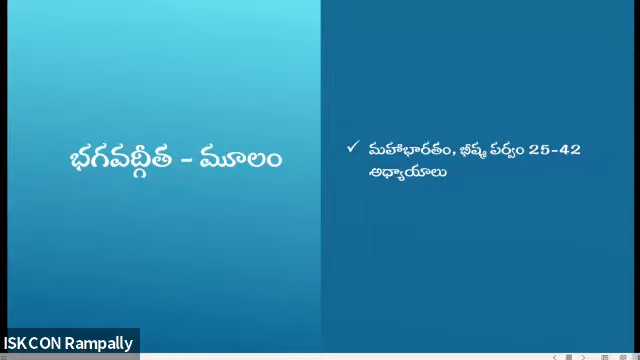 భగవద్గీత - మూలం
✓ మహాభారతం, భీష్మ పర్వం 25-42
అధ్యాయాలు
ISKCON Rampally